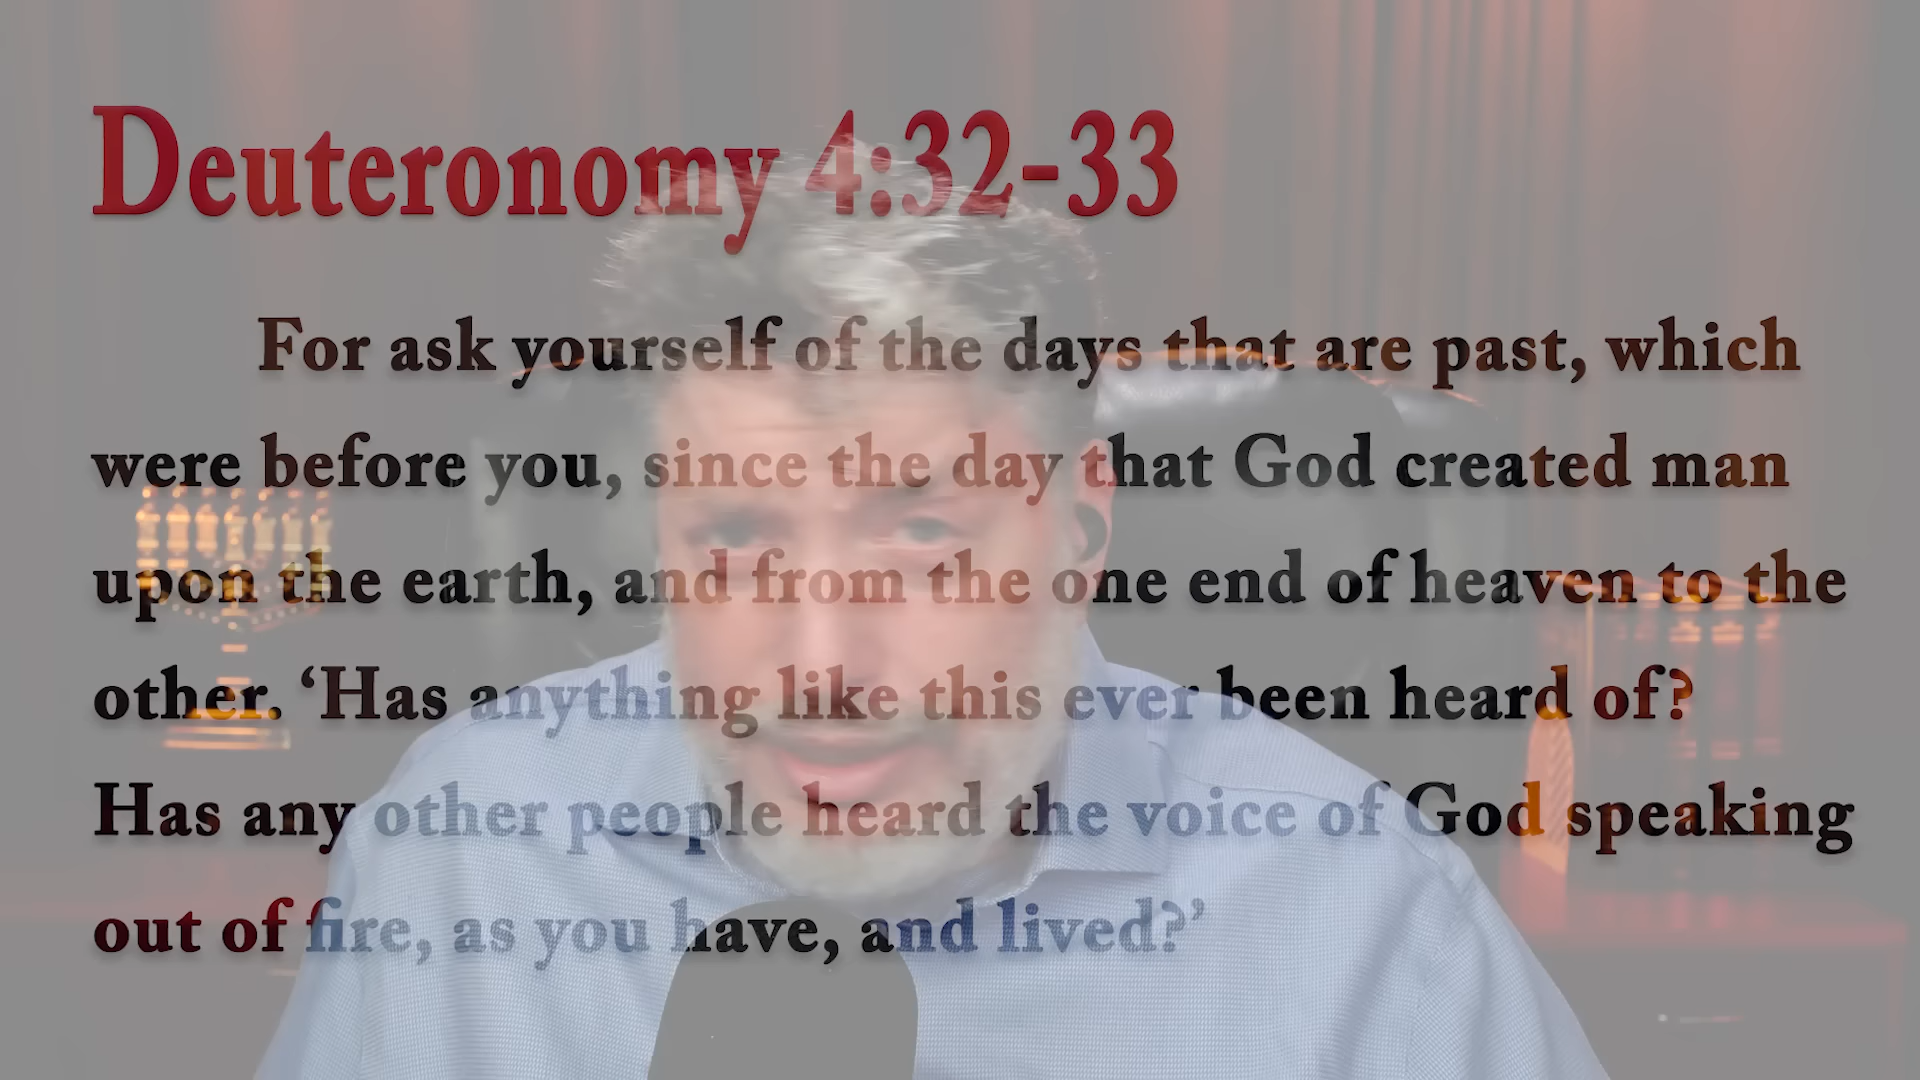 Deuteronomy 4:32-33
For ask yourself of the days that are past, which
were before you, since the day that God created man
upon the earth, and from the one end of heaven to the
other. ‘Has anything like this ever been heard of?
Has any other people heard the voice of God speaking
out of fire, as you have, and lived?’